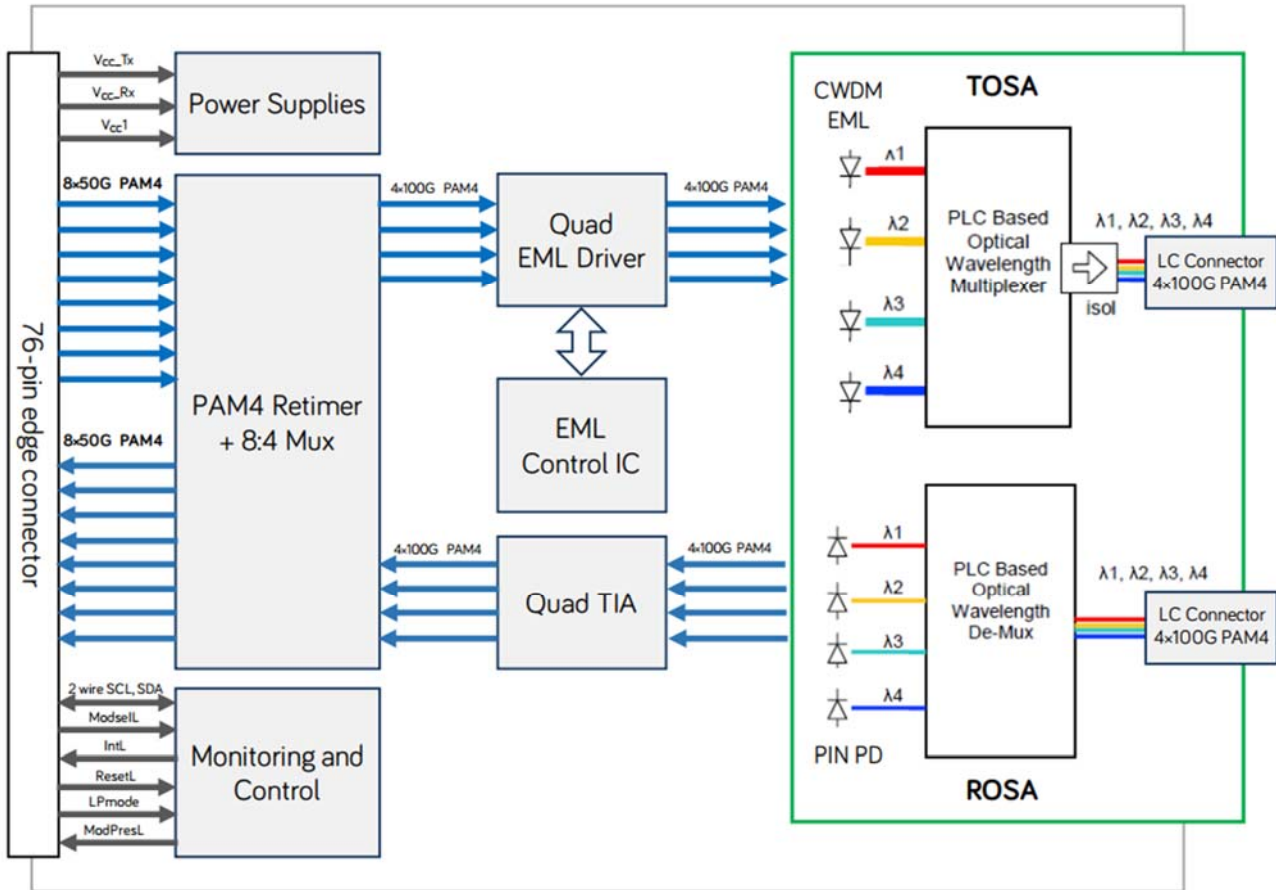 V_CC_Tx
V_CC_Rx
V_CC1
Power Supplies
8×50G PAM4
8×50G PAM4
76-pin edge connector
PAM4 Retimer
+ 8:4 Mux
4×100G PAM4
Quad
EML Driver
4×100G PAM4
EML
Control IC
4×100G PAM4
Quad TIA
4×100G PAM4
2 wire SCL, SDA
ModselL
IntL
ResetL
LPmode
ModPresL
Monitoring and
Control
TOSA
CWDM
EML
λ1
λ2
λ3
λ4
PLC Based
Optical
Wavelength
Multiplexer
isol
λ1, λ2, λ3, λ4
LC Connector
4×100G PAM4
λ1
λ2
λ3
λ4
PIN PD
PLC Based
Optical
Wavelength
De-Mux
λ1, λ2, λ3, λ4
LC Connector
4×100G PAM4
ROSA